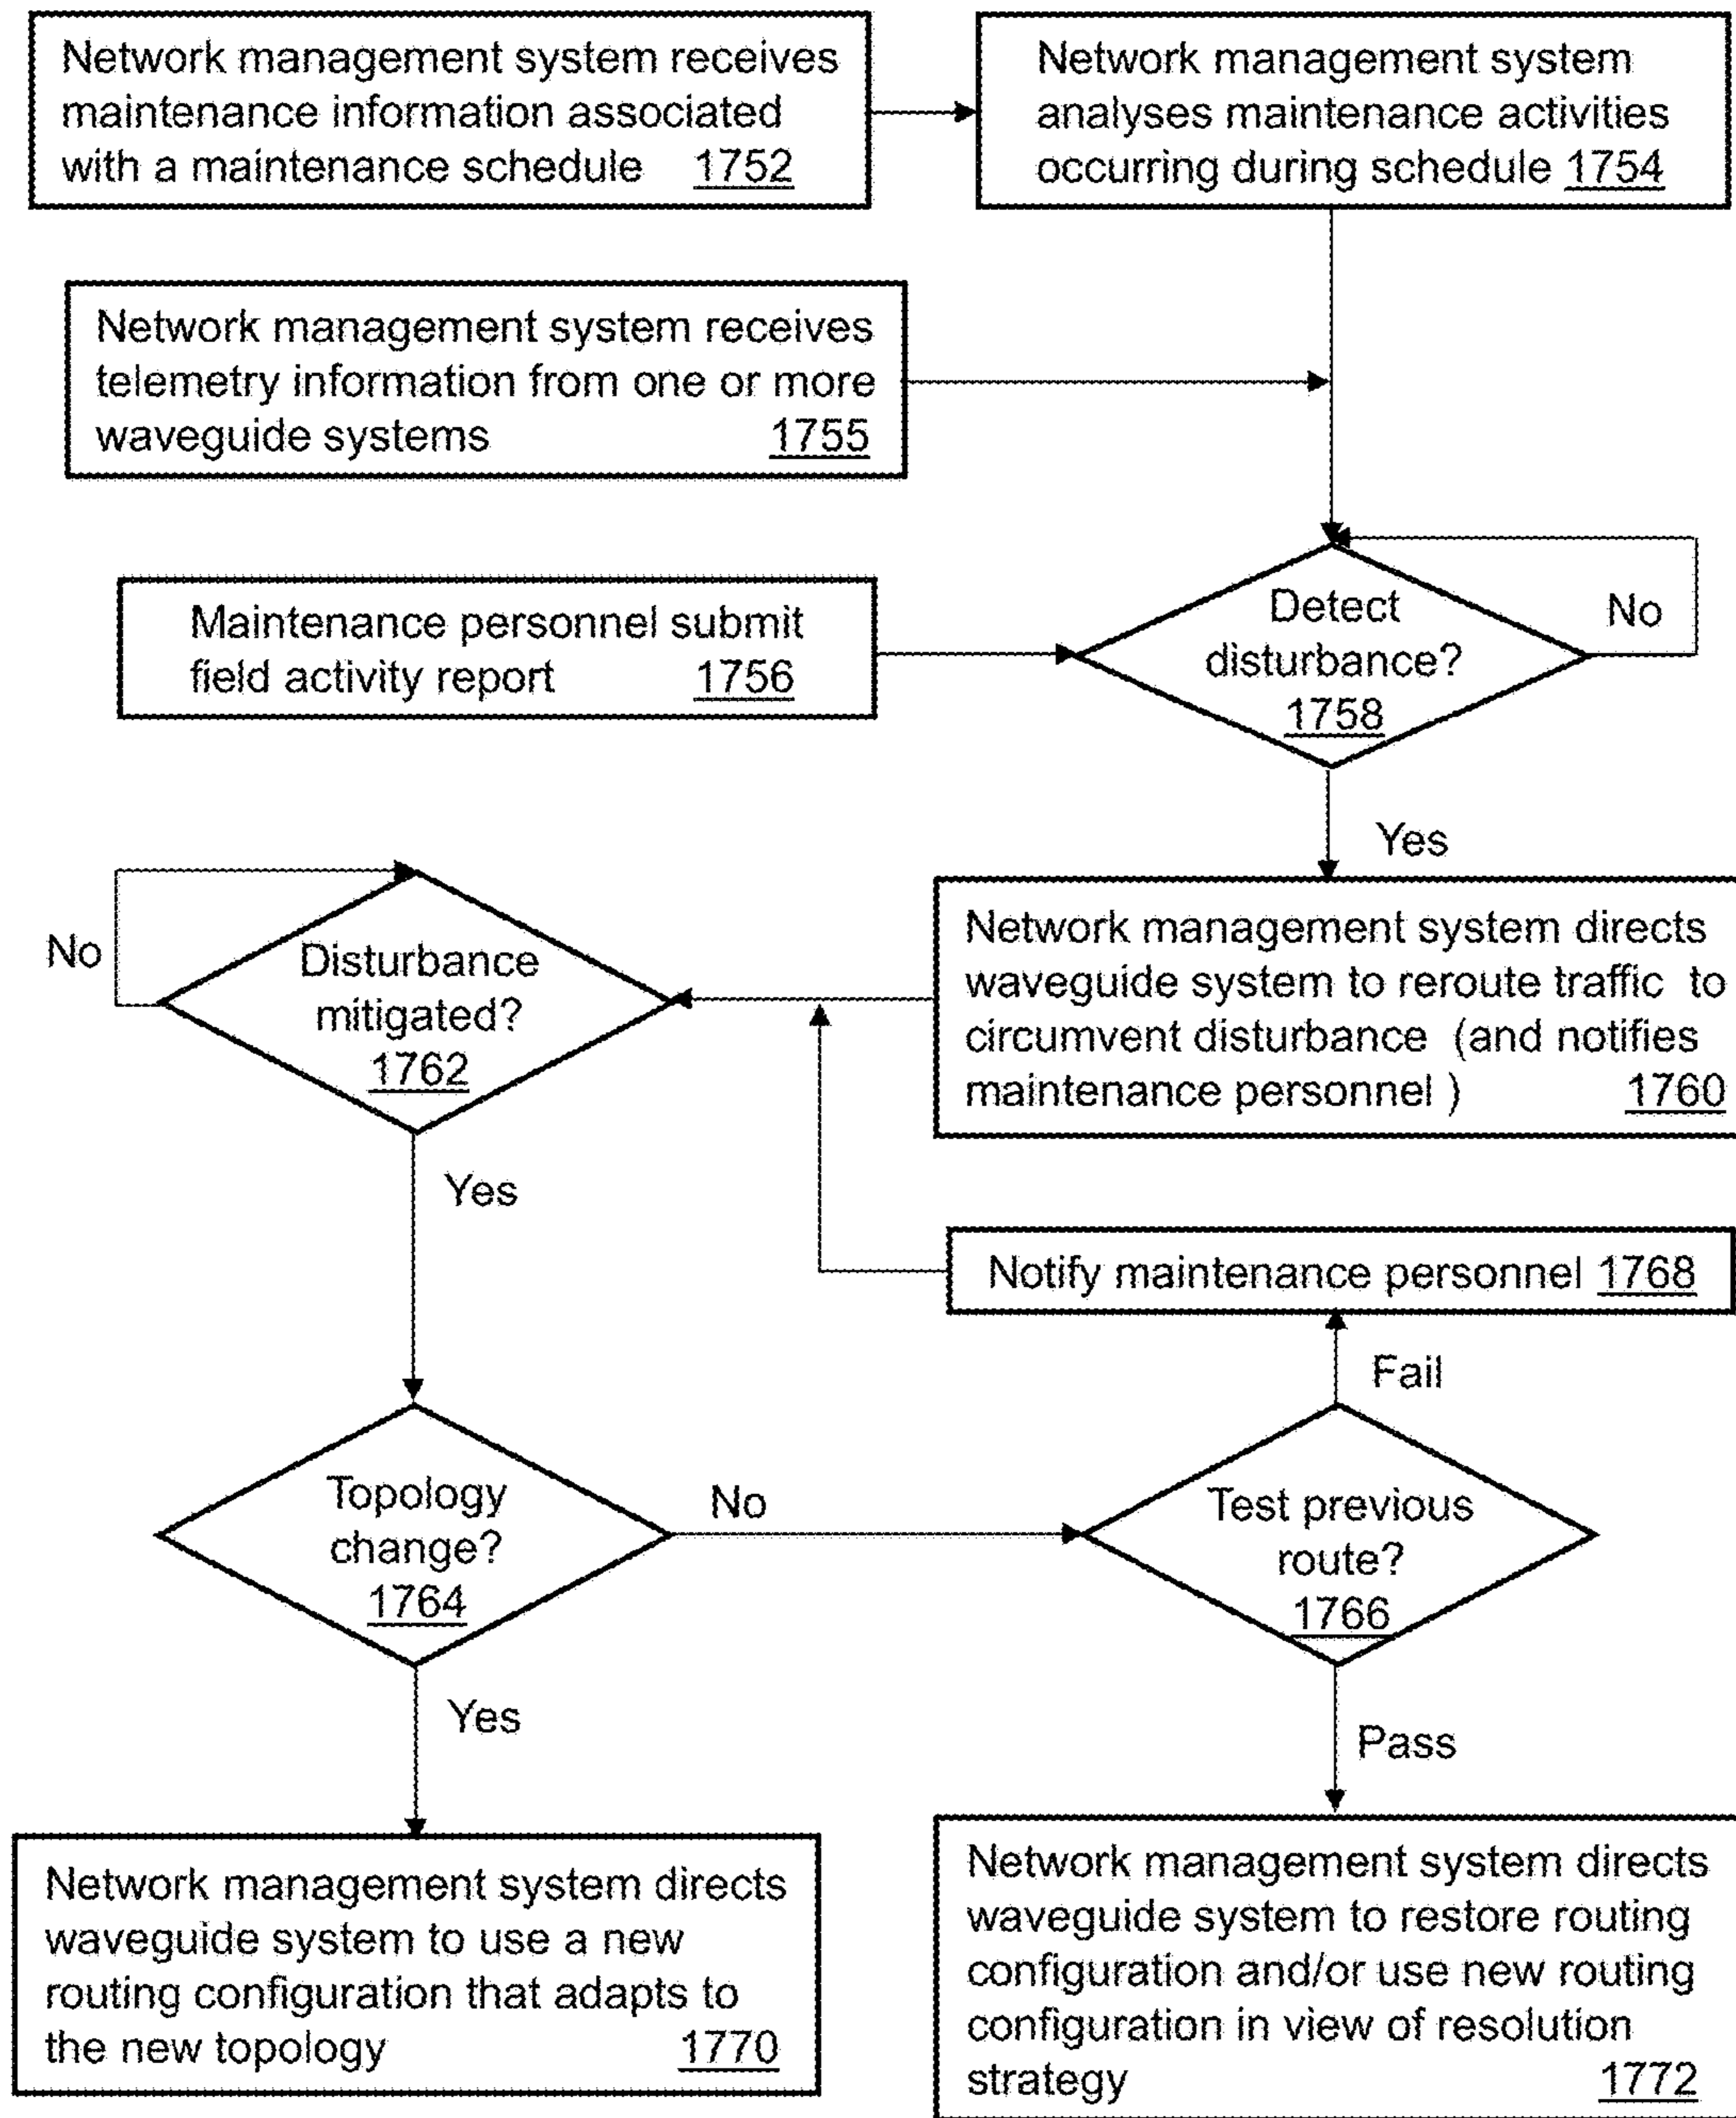 Network management system receives
maintenance information associated
with a maintenance schedule 1752
Network management system
analyses maintenance activities
occurring during schedule 1754
Network management system receives
telemetry information from one or more
waveguide systems 1755
Maintenance personnel submit
field activity report 1756
Detect
disturbance?
1758
No
Yes
Network management system directs
waveguide system to reroute traffic to
circumvent disturbance (and notifies
maintenance personnel ) 1760
Disturbance
mitigated?
1762
No
Yes
Notify maintenance personnel 1768
Fail
Topology
change?
1764
No
Test previous
route?
1766
Yes
Pass
Network management system directs
waveguide system to use a new
routing configuration that adapts to
the new topology 1770
Network management system directs
waveguide system to restore routing
configuration and/or use new routing
configuration in view of resolution
strategy 1772